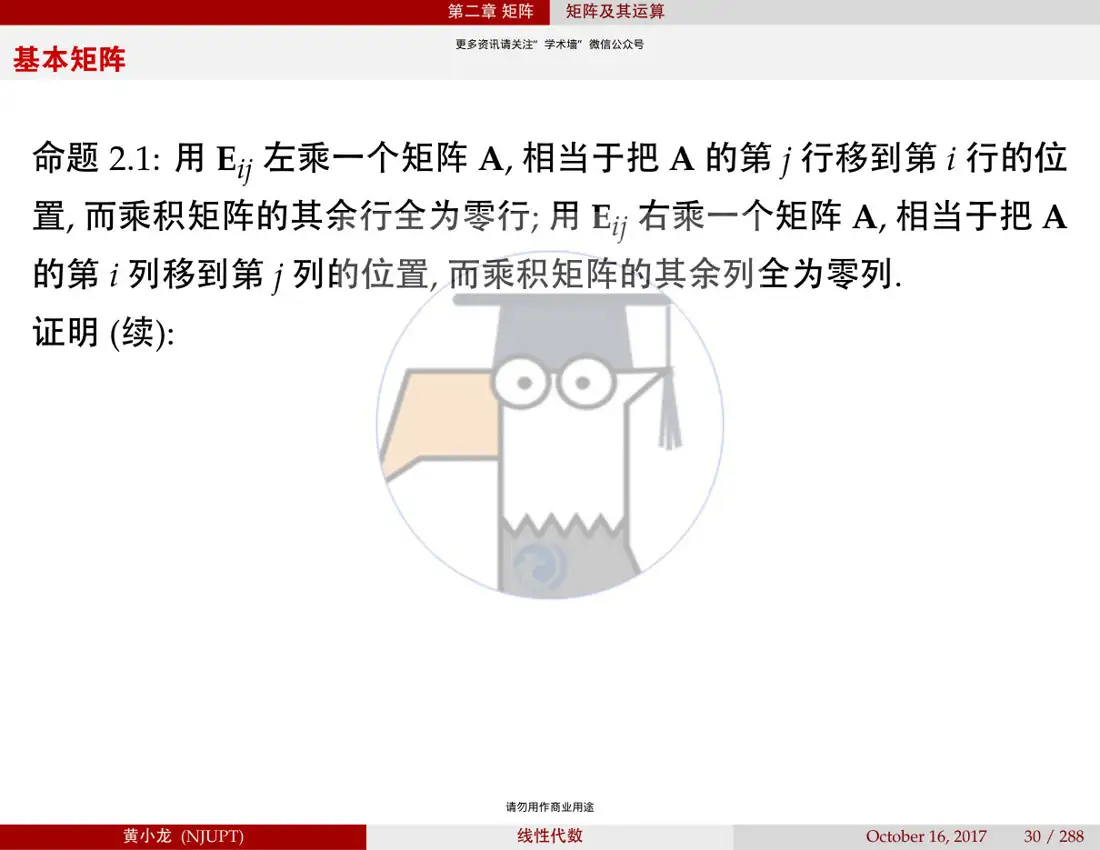 第二章 矩阵 矩阵及其运算
更多资讯请关注“学术墙”微信公众号
基本矩阵
命题 2.1: 用 E_{ij} 左乘一个矩阵 A, 相当于把 A 的第 j 行移到第 i 行的位
置, 而乘积矩阵的其余行全为零行; 用 E_{ij} 右乘一个矩阵 A, 相当于把 A
的第 i 列移到第 j 列的位置, 而乘积矩阵的其余列全为零列.
证明 (续):
请勿用作商业用途
黄小龙 (NJUPT) 线性代数 October 16, 2017 30 / 288